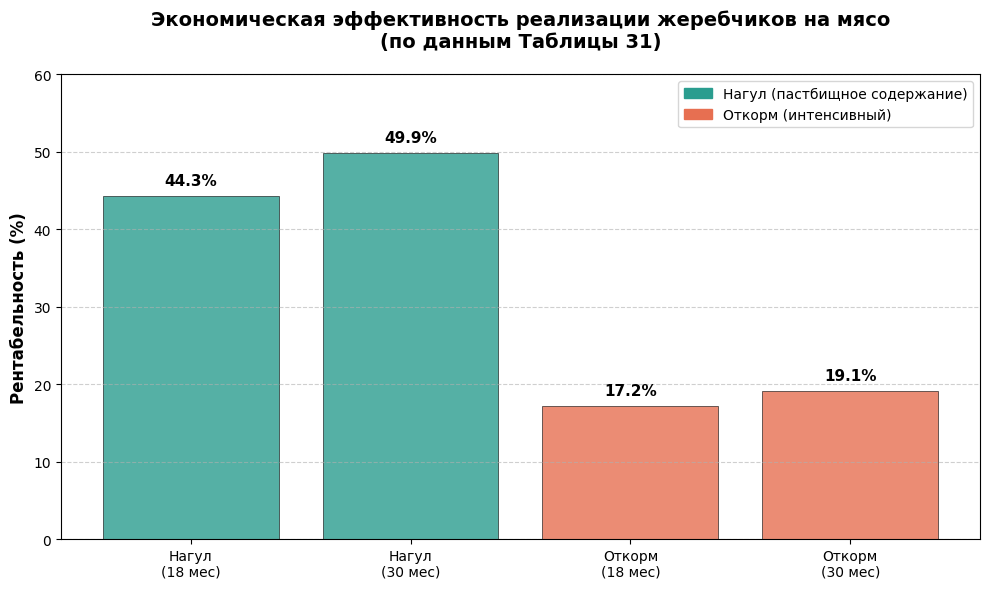 Экономическая эффективность реализации жеребчиков на мясо
(по данным Таблицы 31)
Рентабельность (%)
60
50
40
30
20
10
0
Нагул (пастбищное содержание)
Откорм (интенсивный)
44.3%
49.9%
17.2%
19.1%
Нагул
(18 мес)
Нагул
(30 мес)
Откорм
(18 мес)
Откорм
(30 мес)